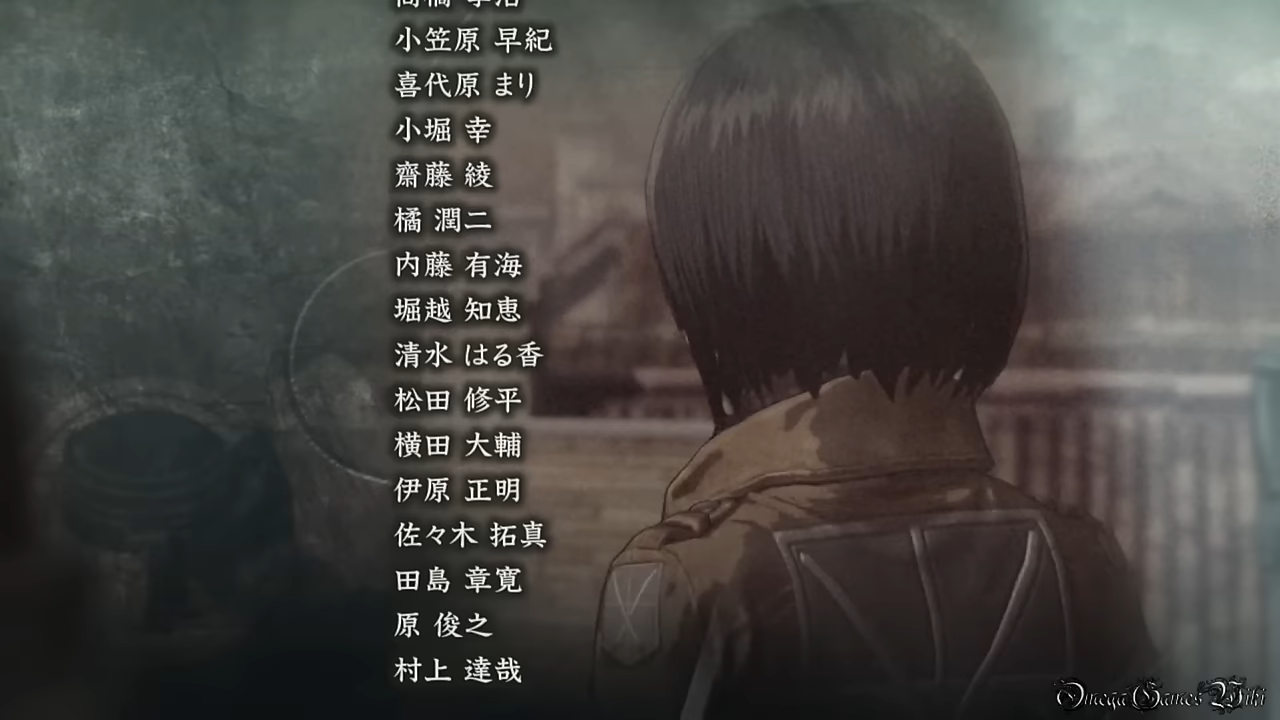 小笠原 早紀
喜代原 まり
小堀 幸
齋藤 綾
橘 潤二
内藤 有海
堀越 知恵
清水 はる香
松田 修平
横田 大輔
伊原 正明
佐々木 拓真
田島 章寛
原 俊之
村上 達哉
Omega Games Wiki